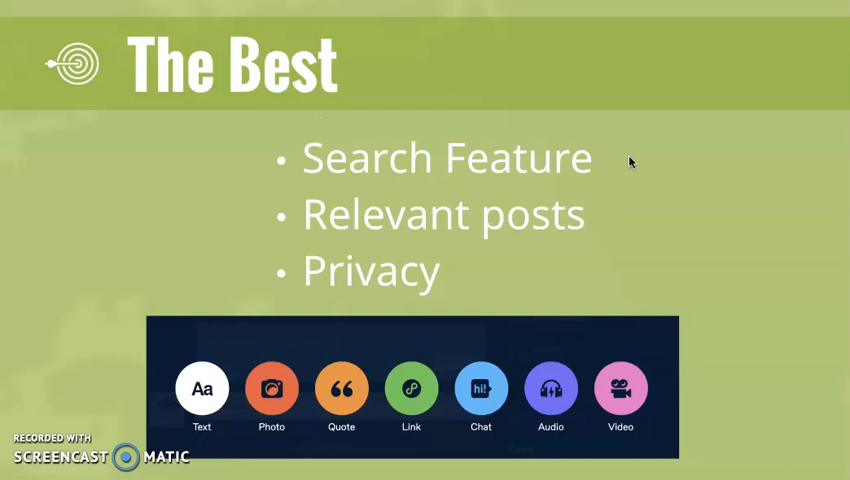 The Best
• Search Feature
• Relevant posts
• Privacy
Aa
hi!
Text Photo Quote Link Chat Audio Video
RECORDED WITH
SCREENCAST MATIC